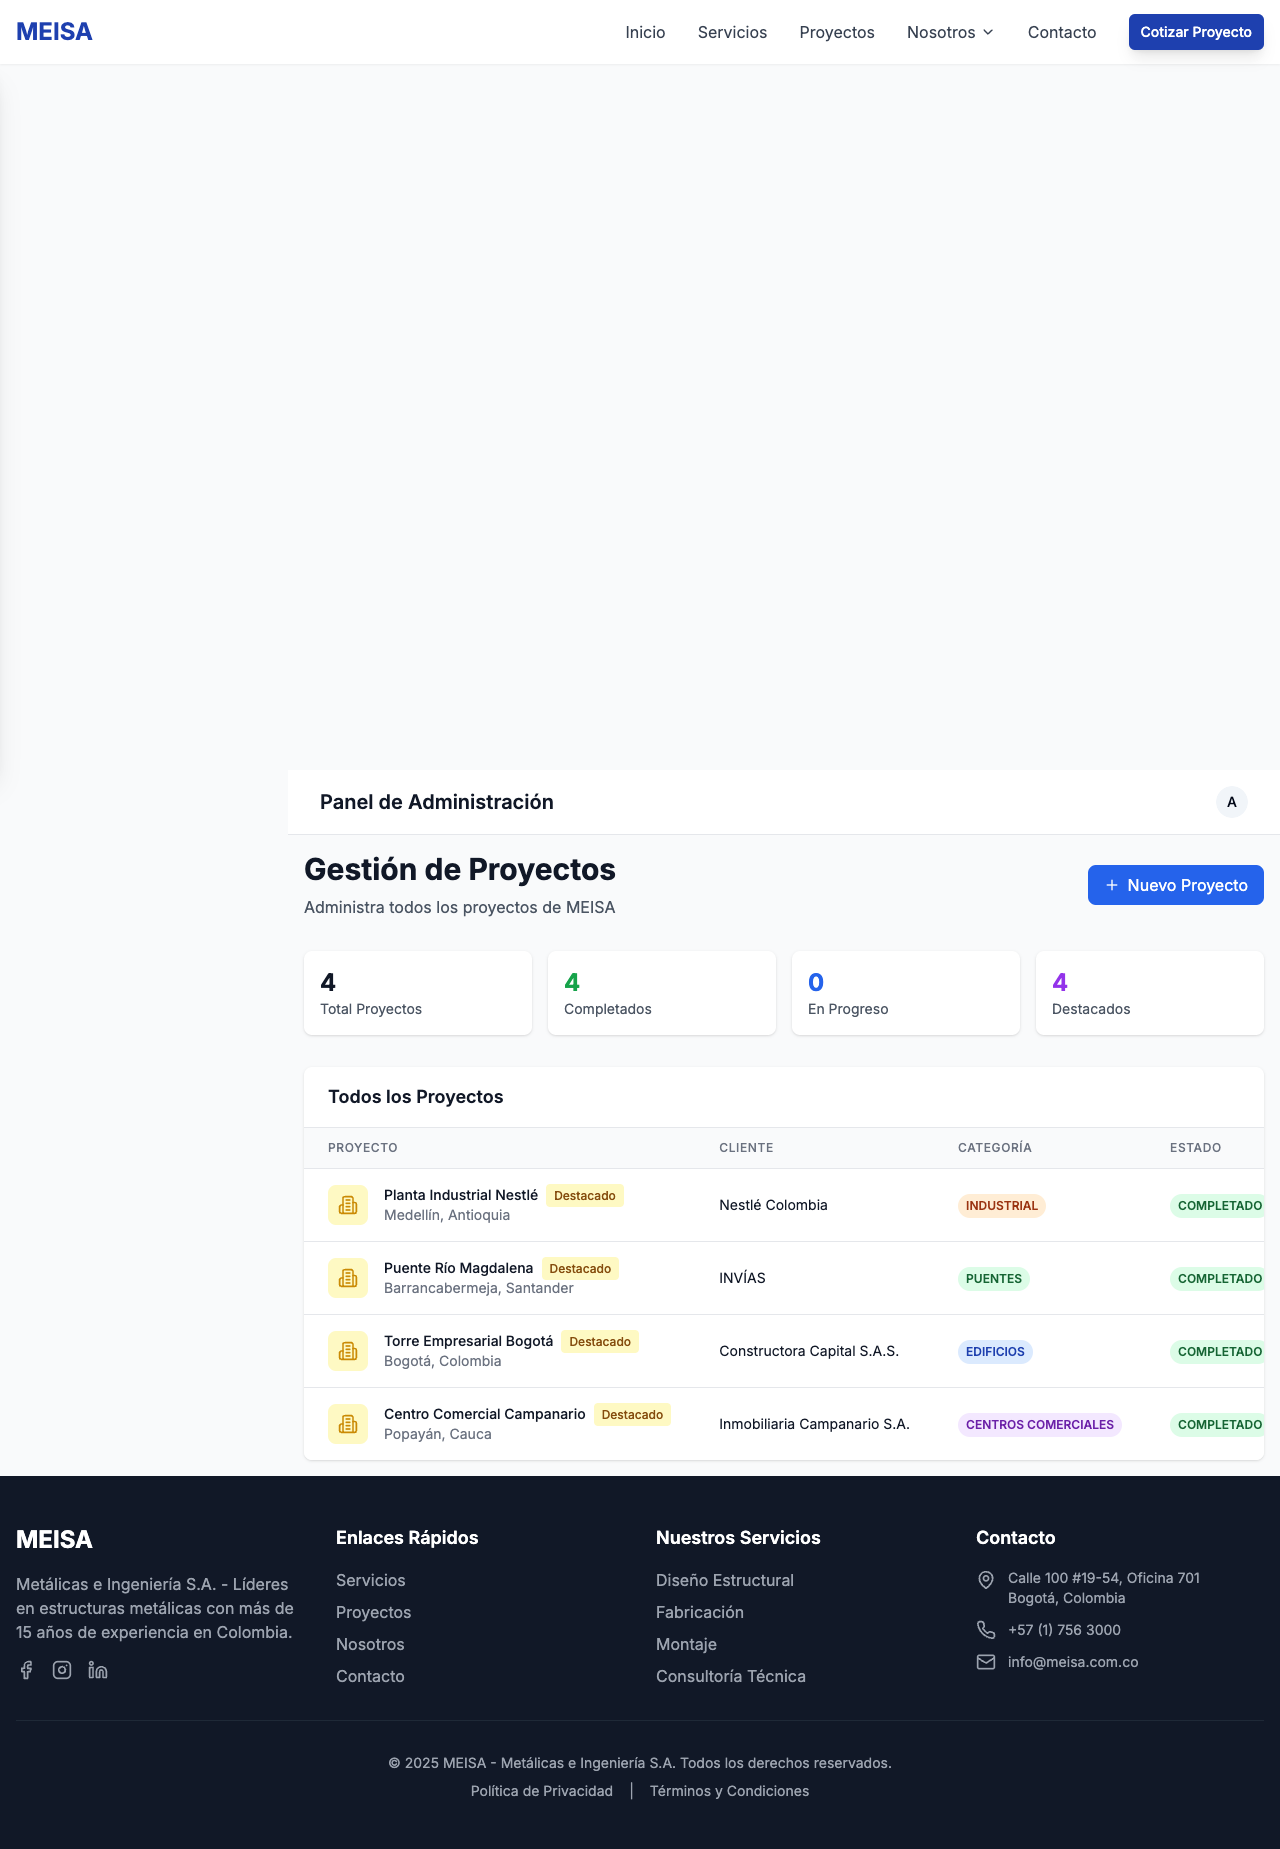 MEISA
Inicio
Servicios
Proyectos
Nosotros
Contacto
Cotizar Proyecto
Panel de Administración
A
Gestión de Proyectos
Administra todos los proyectos de MEISA
Nuevo Proyecto
4
Total Proyectos
4
Completados
0
En Progreso
4
Destacados
Todos los Proyectos
PROYECTO CLIENTE CATEGORÍA ESTADO
Planta Industrial Nestlé Destacado
Medellín, Antioquia
Nestlé Colombia
INDUSTRIAL
COMPLETADO
Puente Río Magdalena Destacado
Barrancabermeja, Santander
INVÍAS
PUENTES
COMPLETADO
Torre Empresarial Bogotá Destacado
Bogotá, Colombia
Constructora Capital S.A.S.
EDIFICIOS
COMPLETADO
Centro Comercial Campanario Destacado
Popayán, Cauca
Inmobiliaria Campanario S.A.
CENTROS COMERCIALES
COMPLETADO
MEISA
Metálicas e Ingeniería S.A. - Líderes
en estructuras metálicas con más de
15 años de experiencia en Colombia.
Enlaces Rápidos
Servicios
Proyectos
Nosotros
Contacto
Nuestros Servicios
Diseño Estructural
Fabricación
Montaje
Consultoría Técnica
Contacto
Calle 100 #19-54, Oficina 701
Bogotá, Colombia
+57 (1) 756 3000
info@meisa.com.co
© 2025 MEISA - Metálicas e Ingeniería S.A. Todos los derechos reservados.
Política de Privacidad | Términos y Condiciones